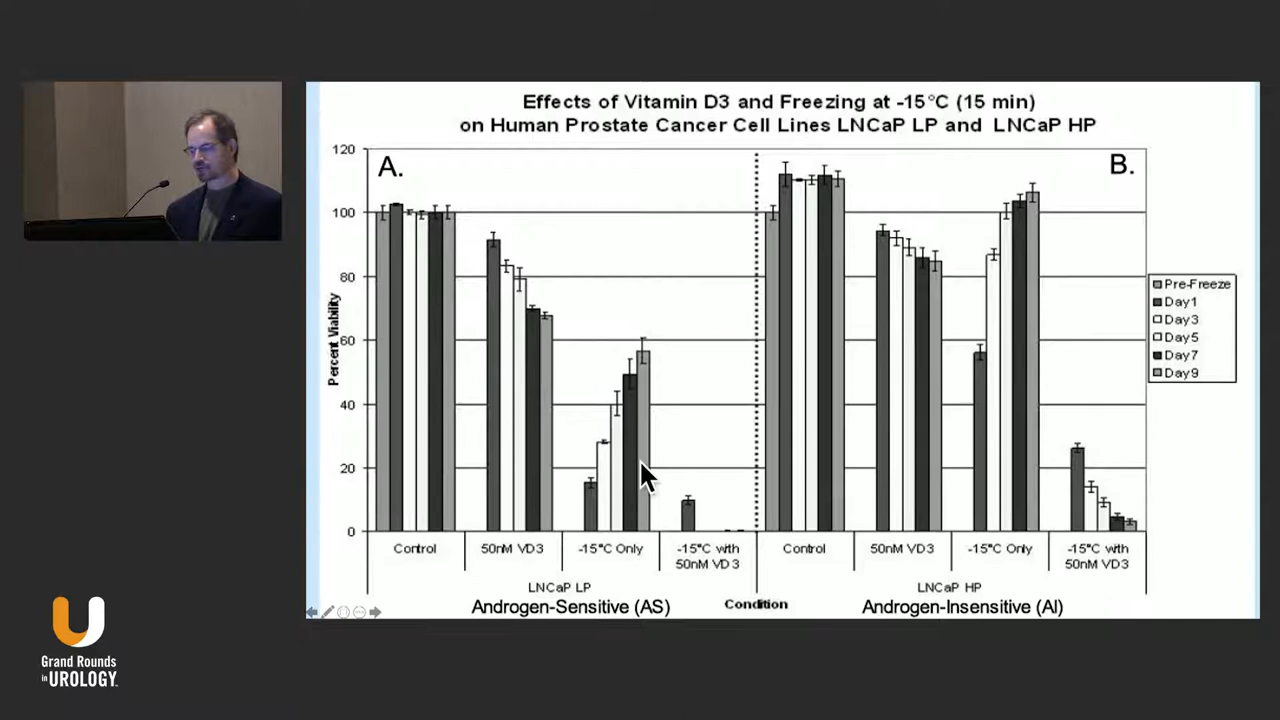 Effects of Vitamin D3 and Freezing at -15°C (15 min)
on Human Prostate Cancer Cell Lines LNCaP LP and LNCaP HP
A.
B.
120
100
80
60
40
20
0
Percent Viability
Pre-Freeze
Day1
Day3
Day5
Day7
Day9
Control
50nM VD3
-15°C Only
-15°C with
50nM VD3
Control
50nM VD3
-15°C Only
-15°C with
50nM VD3
LNCaP LP
LNCaP HP
Androgen-Sensitive (AS)
Condition
Androgen-Insensitive (AI)
Grand Rounds
in UROLOGY